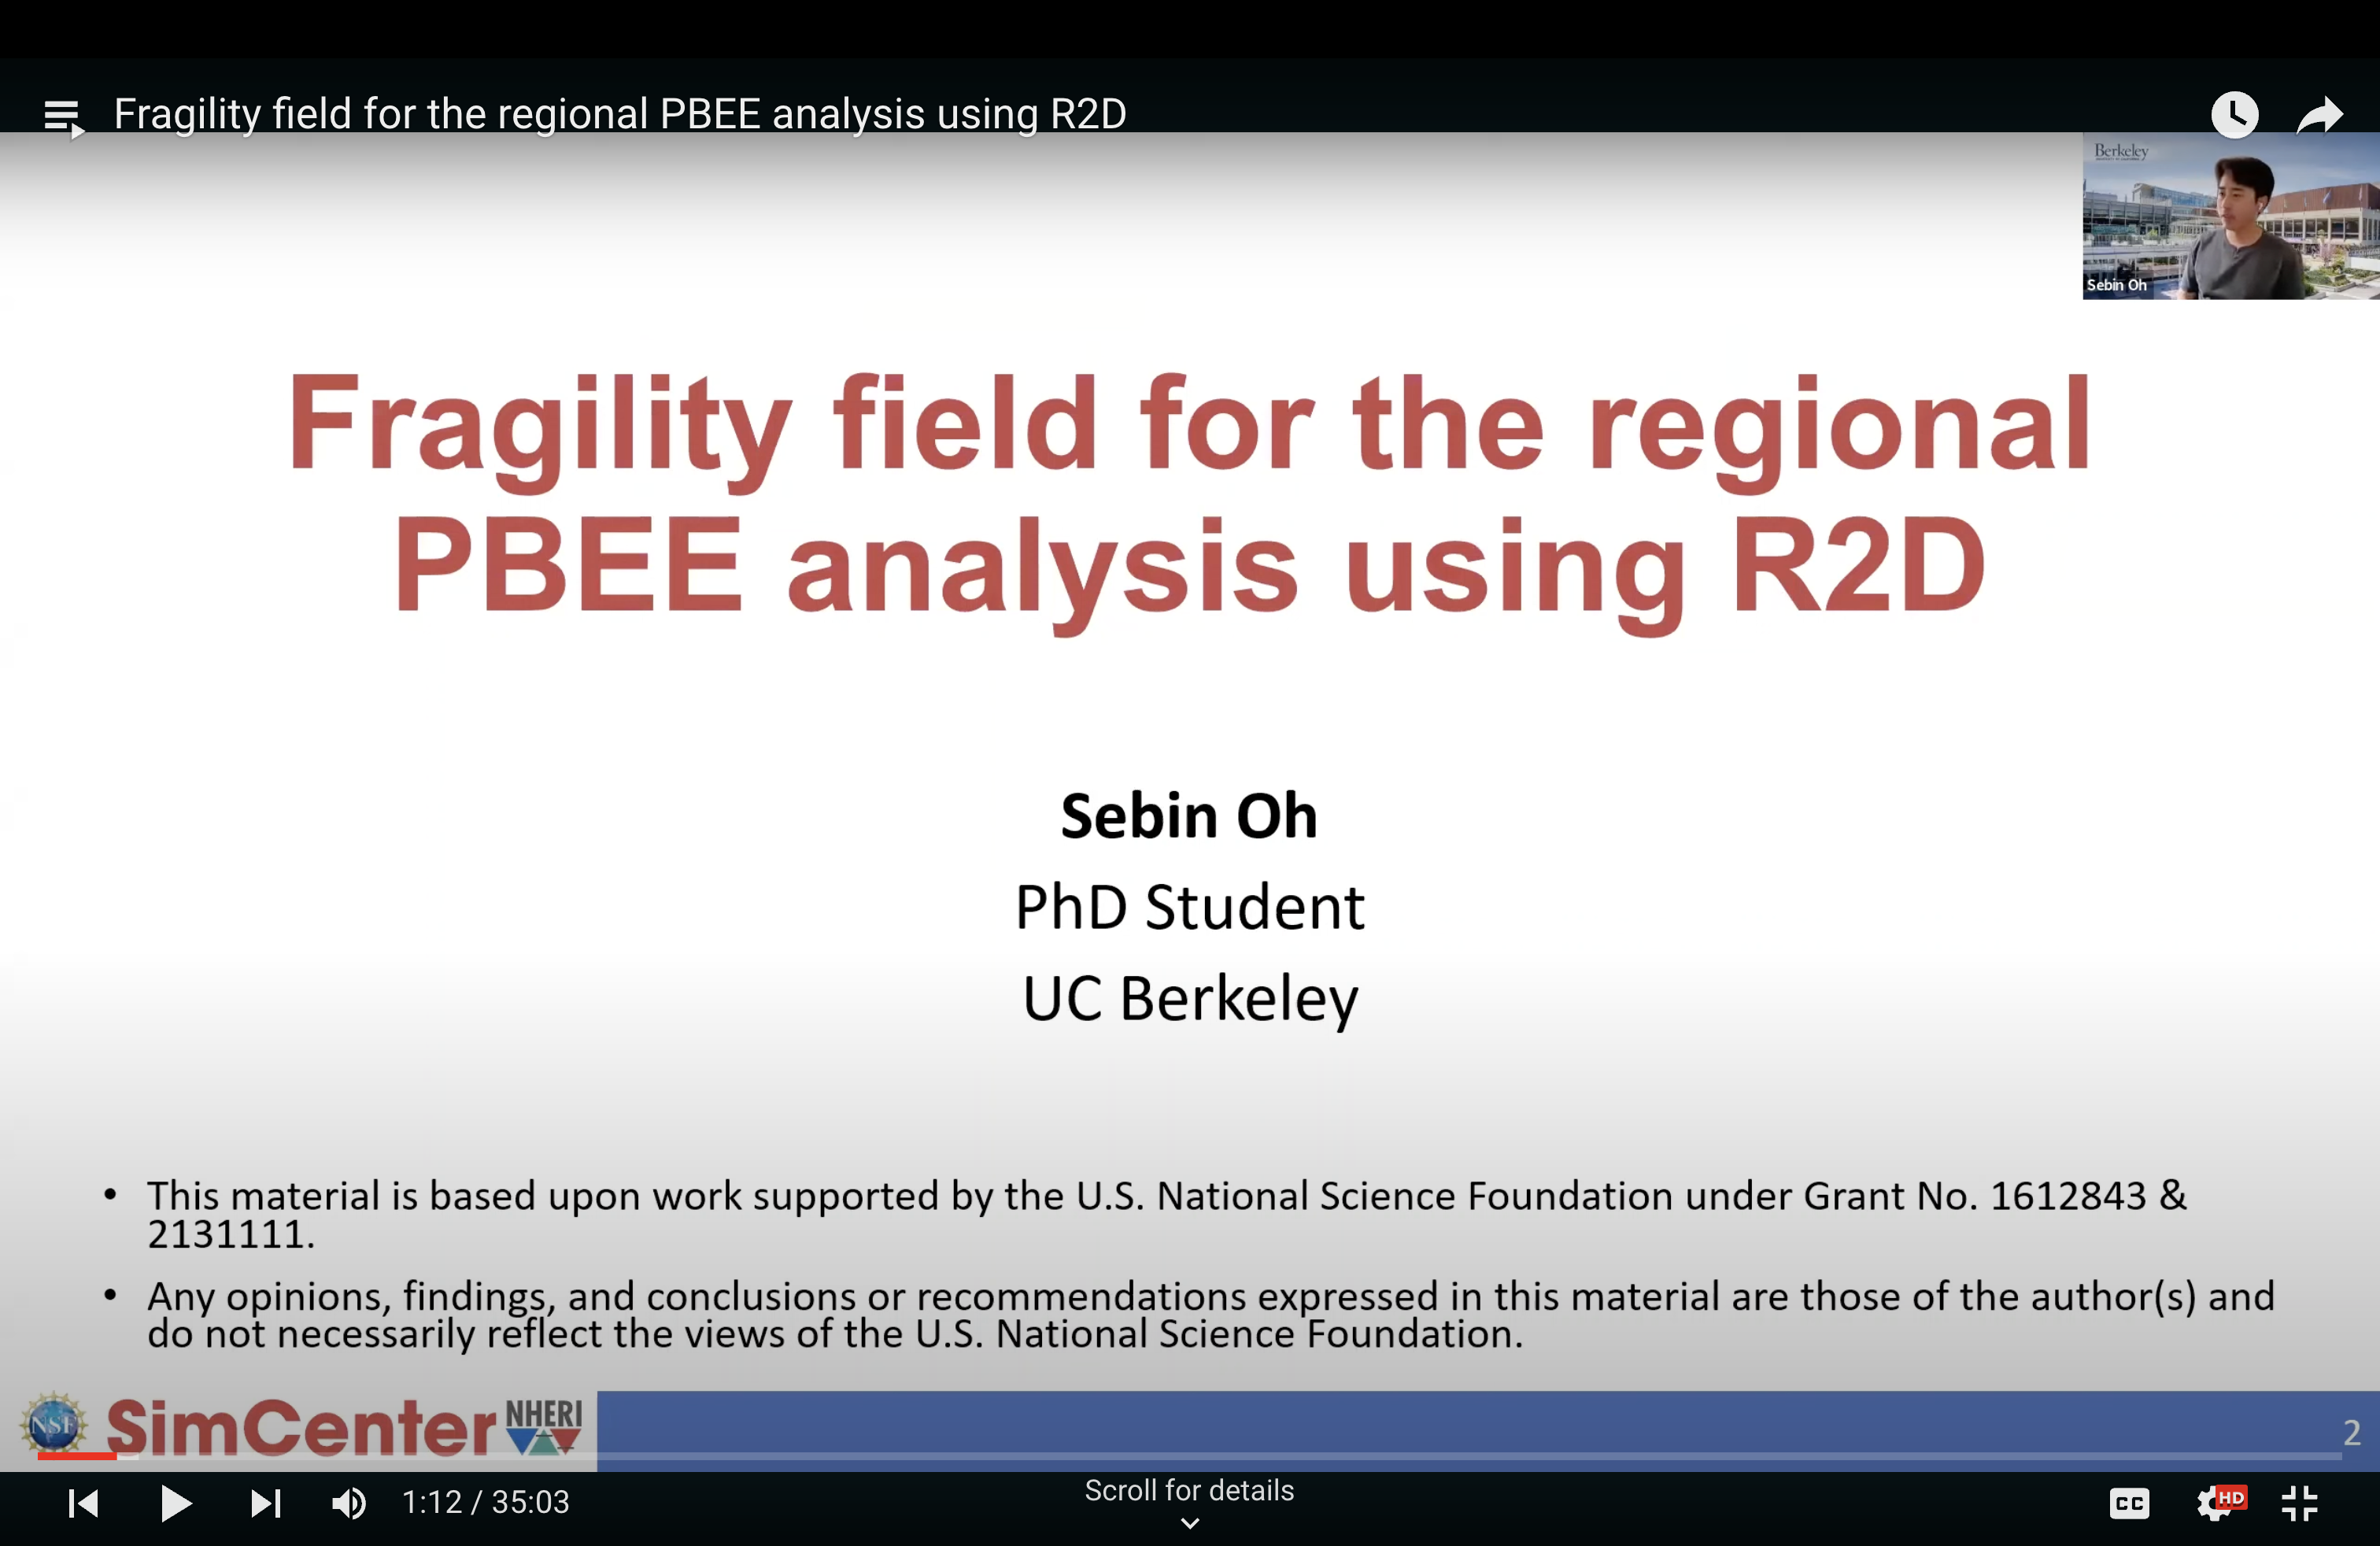 Fragility field for the regional PBEE analysis using R2D
Berkeley
Sebin Oh
Fragility field for the regional
PBEE analysis using R2D
Sebin Oh
PhD Student
UC Berkeley
• This material is based upon work supported by the U.S. National Science Foundation under Grant No. 1612843 &
2131111.
• Any opinions, findings, and conclusions or recommendations expressed in this material are those of the author(s) and
do not necessarily reflect the views of the U.S. National Science Foundation.
NSF SimCenter NHERI
2
1:12 / 35:03
Scroll for details
CC
HD